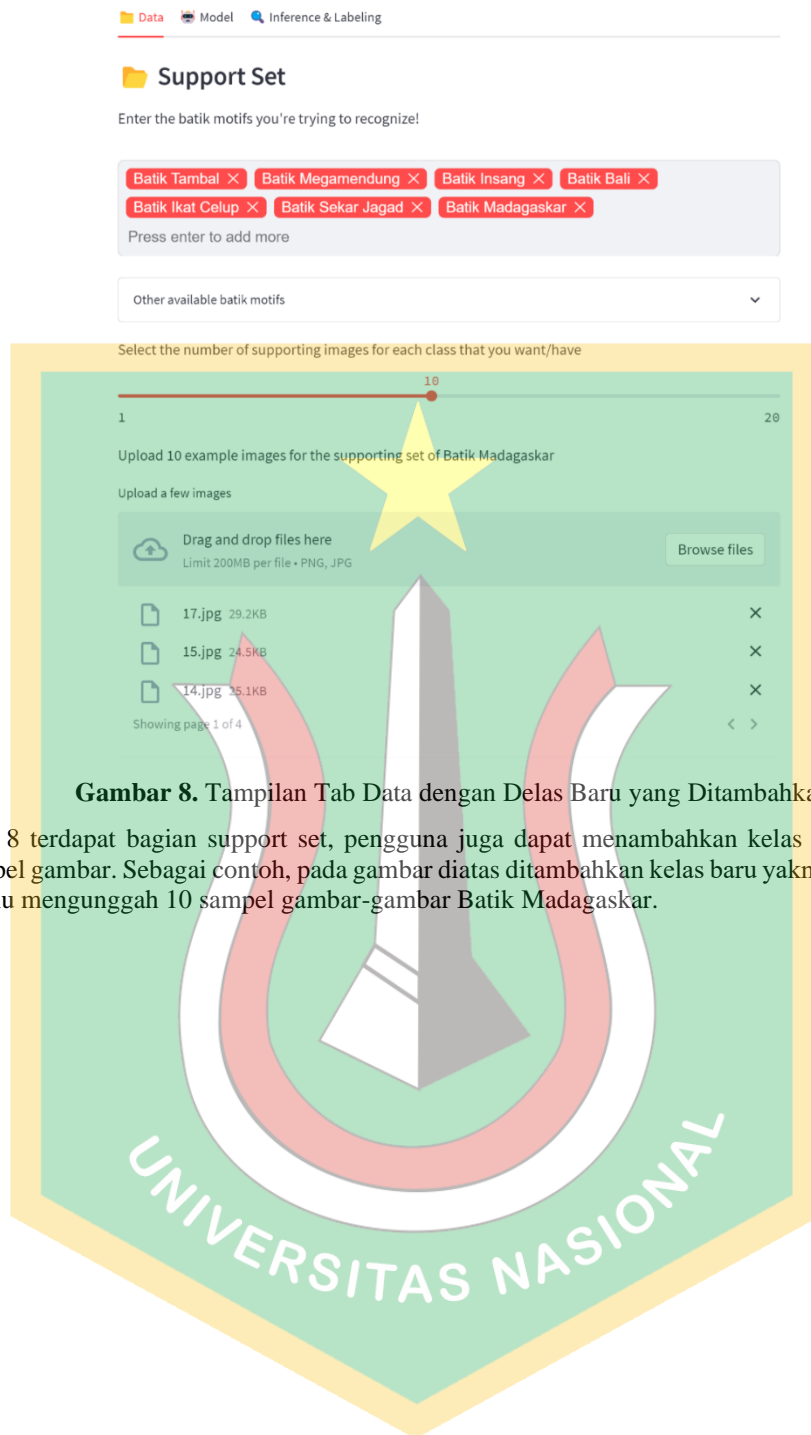 Data Model Inference & Labeling
Support Set
Enter the batik motifs you're trying to recognize!
Batik Tambal × Batik Megamendung × Batik Insang × Batik Bali ×
Batik Ikat Celup × Batik Sekar Jagad × Batik Madagaskar ×
Press enter to add more
Other available batik motifs
Select the number of supporting images for each class that you want/have
10
1 20
Upload 10 example images for the supporting set of Batik Madagaskar
Upload a few images
Drag and drop files here
Limit 200MB per file • PNG, JPG
Browse files
17.jpg 29.2KB ×
15.jpg 24.5KB ×
14.jpg 25.1KB ×
Showing page 1 of 4 < >
Gambar 8. Tampilan Tab Data dengan Delas Baru yang Ditambahka
8 terdapat bagian support set, pengguna juga dapat menambahkan kelas
pel gambar. Sebagai contoh, pada gambar diatas ditambahkan kelas baru yakn
u mengunggah 10 sampel gambar-gambar Batik Madagaskar.
UNIVERSITAS NASIONAL